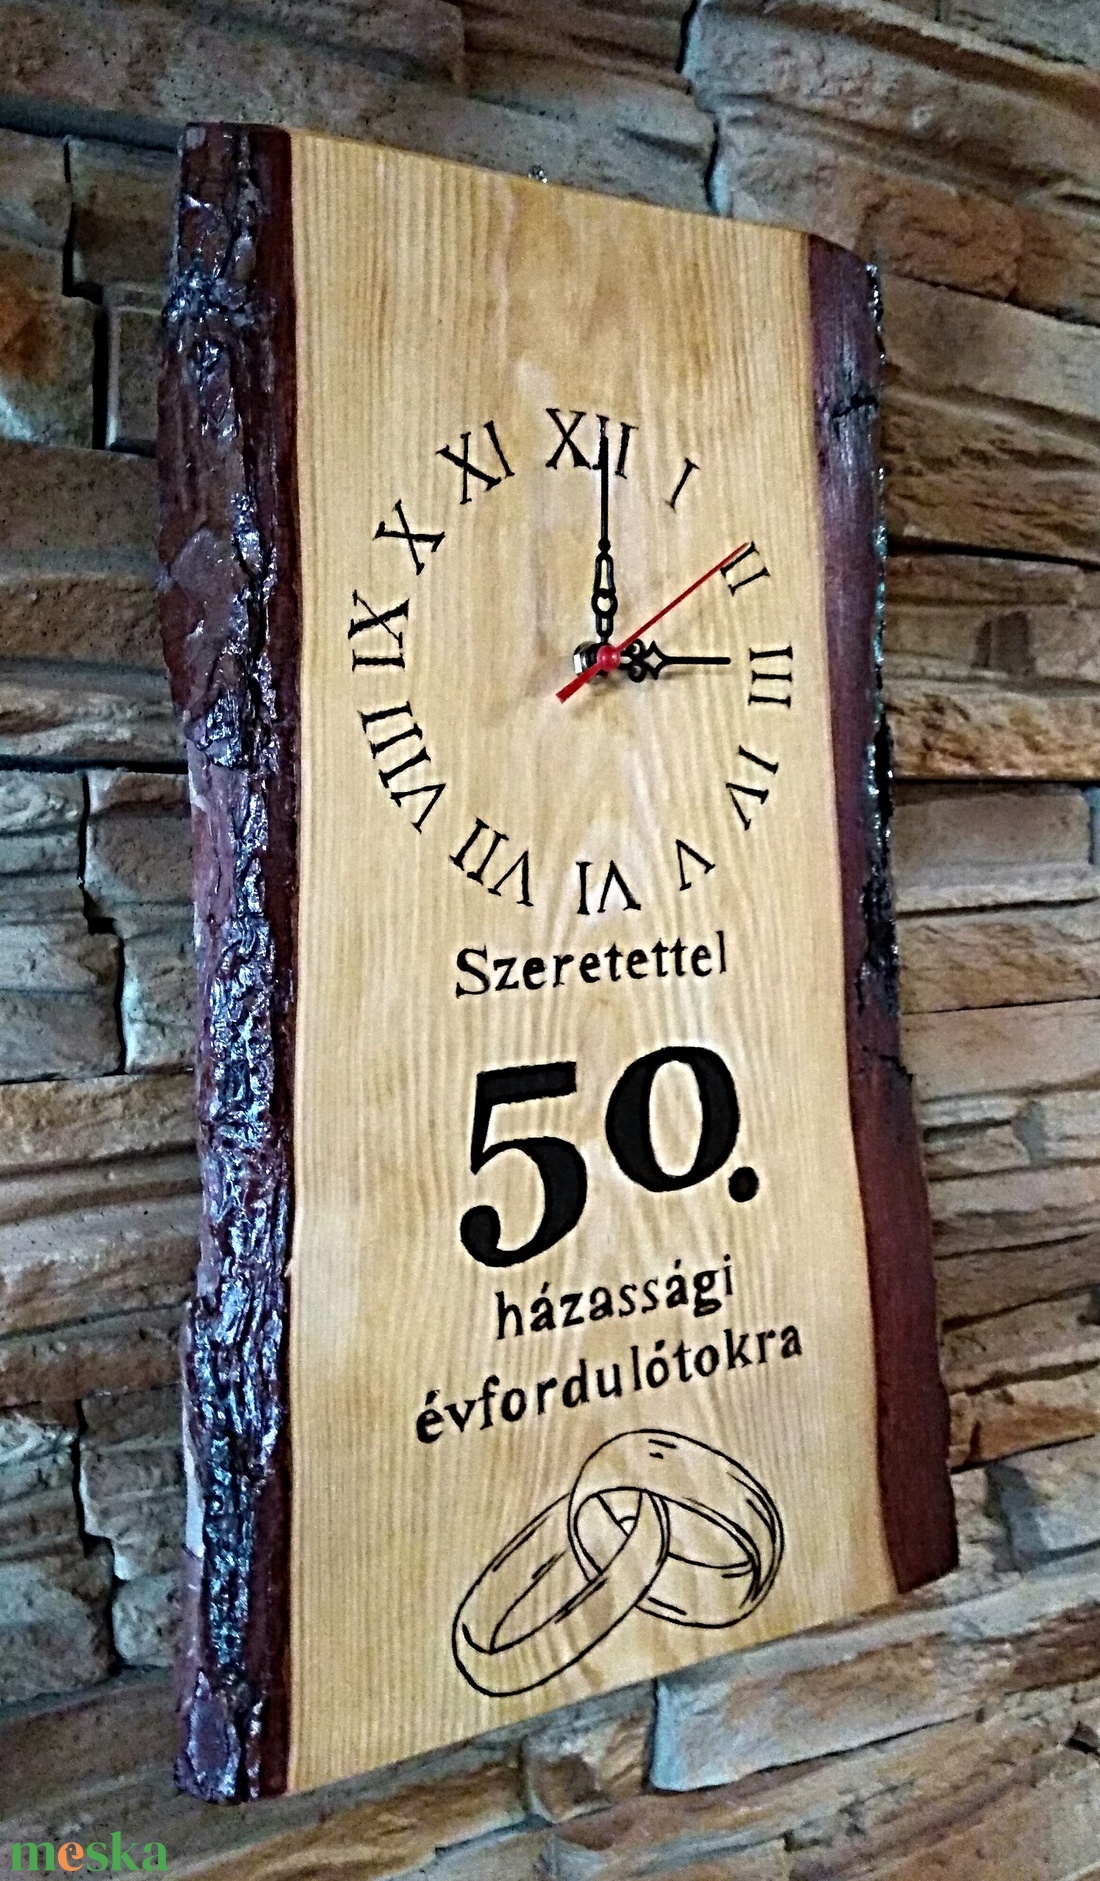 XII
I
II
III
IV
V
VI
VII
VIII
IX
X
XI
Szeretettel
50.
házassági
évfordulótokra
meska